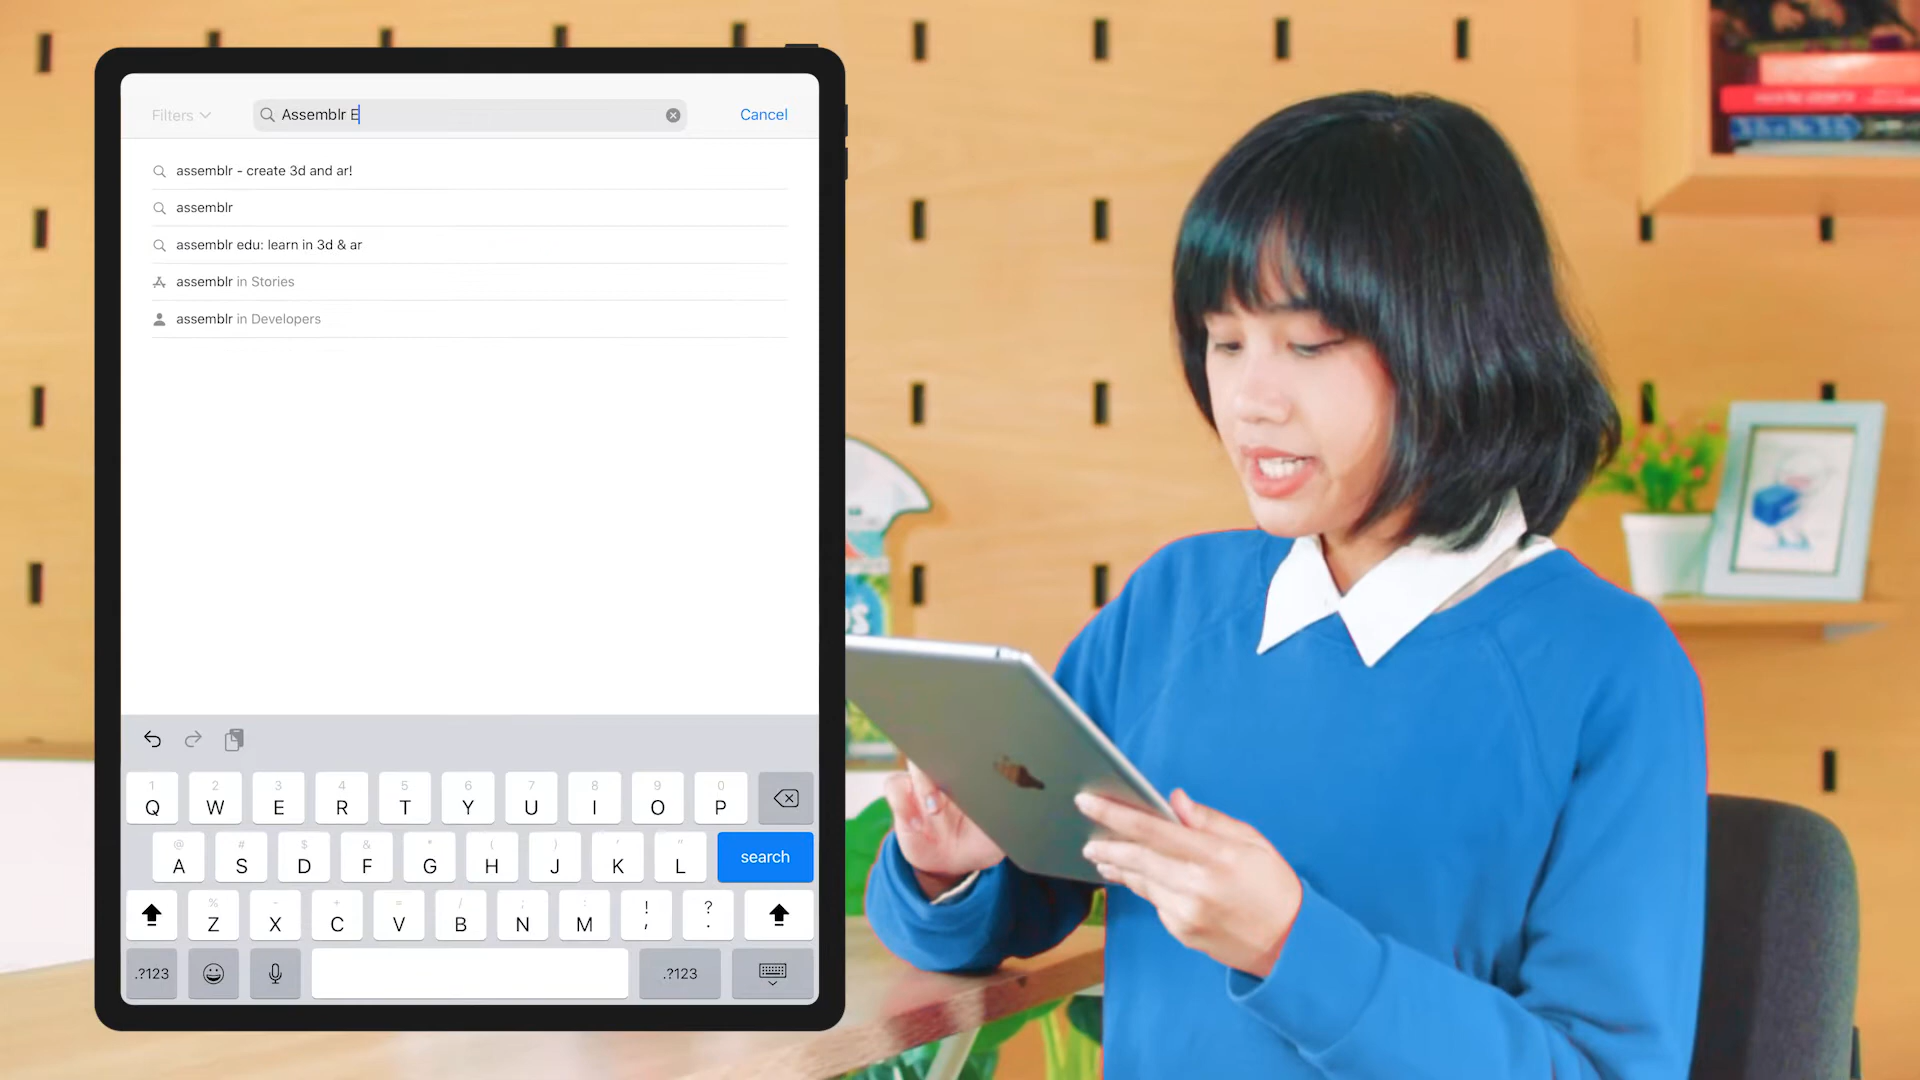 Filters
Assemblr E
Cancel
assemblr - create 3d and ar!
assemblr
assemblr edu: learn in 3d & ar
assemblr in Stories
assemblr in Developers
1 2 3 4 5 6 7 8 9 0
Q W E R T Y U I O P
@ # $ & * ( ) ' "
A S D F G H J K L
search
% - + = / ; : ! ?
Z X C V B N M , .
.?123
.?123